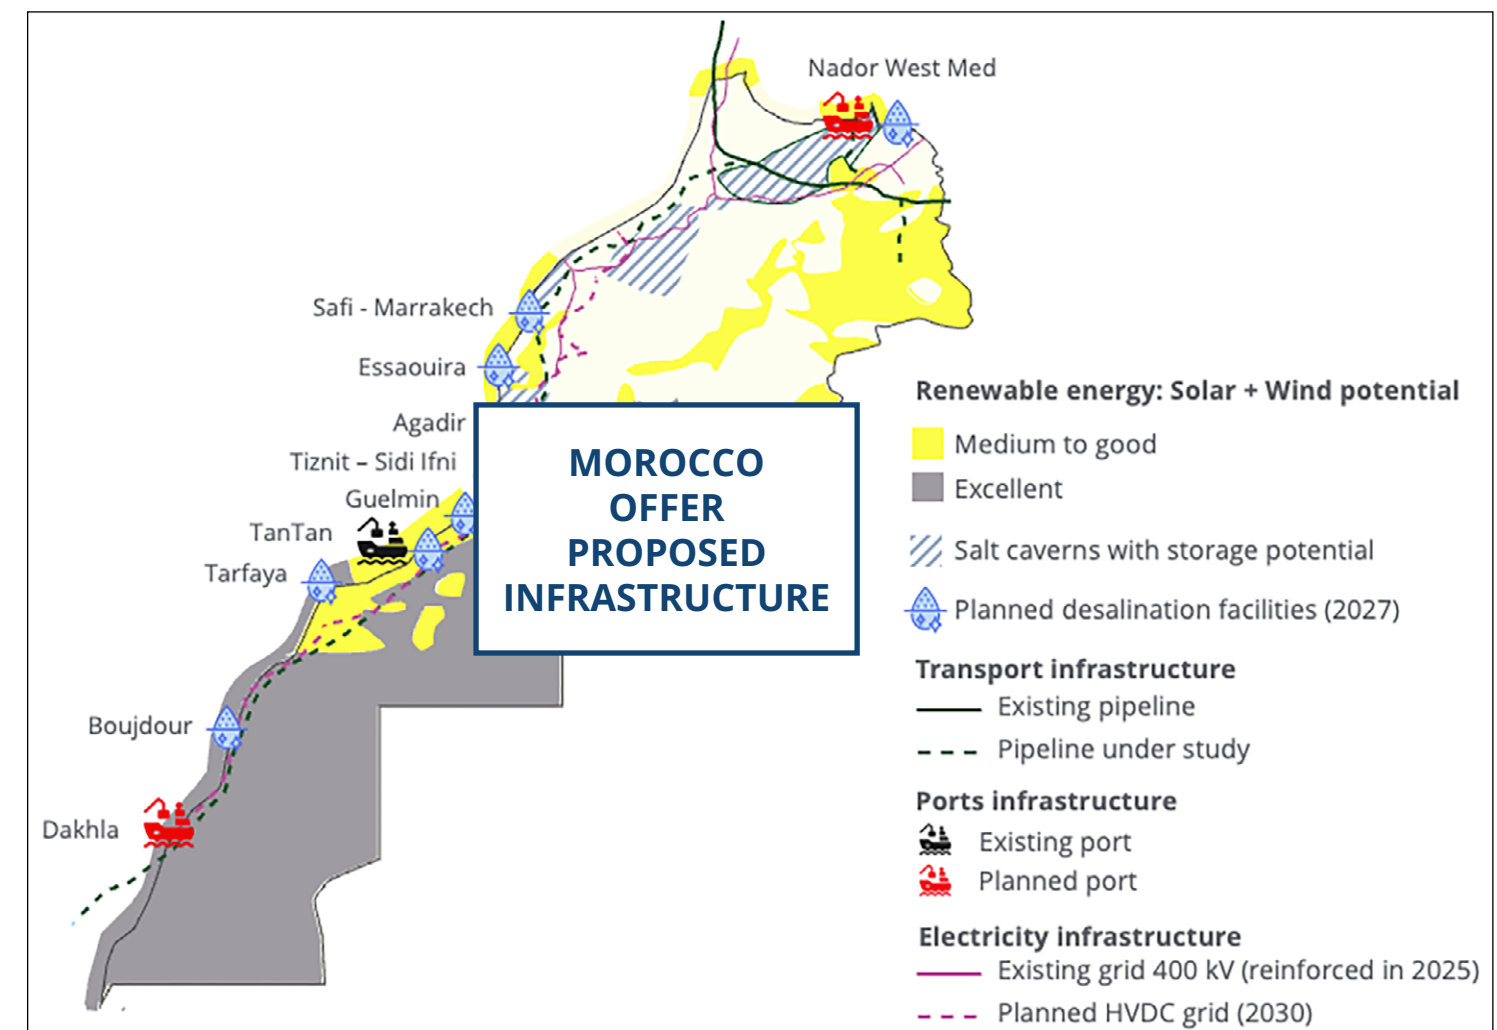 Nador West Med
Safi - Marrakech
Essaouira
Agadir
Tiznit – Sidi Ifni
Guelmin
TanTan
Tarfaya
Boujdour
Dakhla
MOROCCO
OFFER
PROPOSED
INFRASTRUCTURE
Renewable energy: Solar + Wind potential
Medium to good
Excellent
Salt caverns with storage potential
Planned desalination facilities (2027)
Transport infrastructure
Existing pipeline
Pipeline under study
Ports infrastructure
Existing port
Planned port
Electricity infrastructure
Existing grid 400 kV (reinforced in 2025)
Planned HVDC grid (2030)